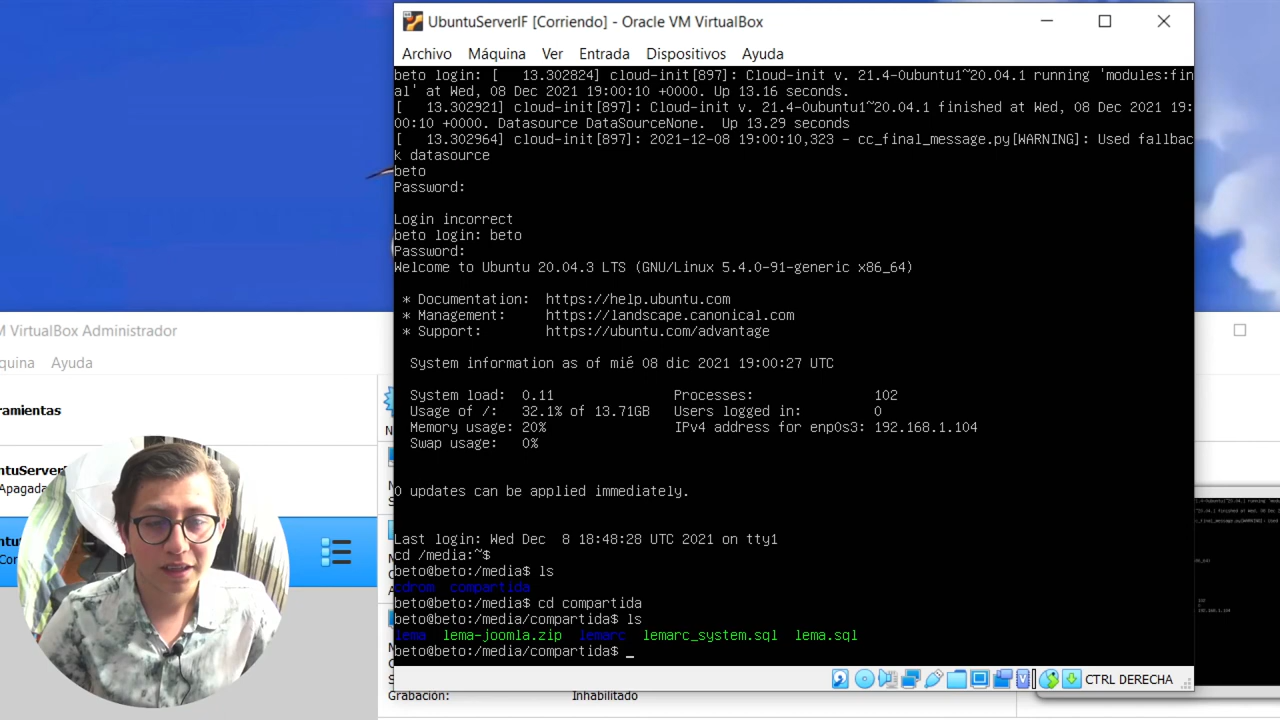 UbuntuServerIF [Corriendo] - Oracle VM VirtualBox
Archivo Máquina Ver Entrada Dispositivos Ayuda
beto login: [   13.302824] cloud-init[897]: Cloud-init v. 21.4-0ubuntu1~20.04.1 running 'modules:fin
al' at Wed, 08 Dec 2021 19:00:10 +0000. Up 13.16 seconds.
[   13.302921] cloud-init[897]: Cloud-init v. 21.4-0ubuntu1~20.04.1 finished at Wed, 08 Dec 2021 19:
00:10 +0000. Datasource DataSourceNone.  Up 13.29 seconds
[   13.302964] cloud-init[897]: 2021-12-08 19:00:10,323 - cc_final_message.py[WARNING]: Used fallbac
k datasource
beto
Password:
Login incorrect
beto login: beto
Password:
Welcome to Ubuntu 20.04.3 LTS (GNU/Linux 5.4.0-91-generic x86_64)
* Documentation:  https://help.ubuntu.com
* Management:     https://landscape.canonical.com
* Support:        https://ubuntu.com/advantage
System information as of mié 08 dic 2021 19:00:27 UTC
System load:  0.11               Processes:               102
Usage of /:   32.1% of 13.71GB   Users logged in:         0
Memory usage: 20%                IPv4 address for enp0s3: 192.168.1.104
Swap usage:   0%
0 updates can be applied immediately.
Last login: Wed Dec  8 18:48:28 UTC 2021 on tty1
cd /media:~$
beto@beto:/media$ ls
cdrom  compartida
beto@beto:/media$ cd compartida
beto@beto:/media/compartida$ ls
lema  lema-joomla.zip  lemarc  lemarc_system.sql  lema.sql
beto@beto:/media/compartida$ _
CTRL DERECHA
M VirtualBox Administrador
quina Ayuda
ramientas
ntuServerI
Apagada
Grabación: Inhabilitado